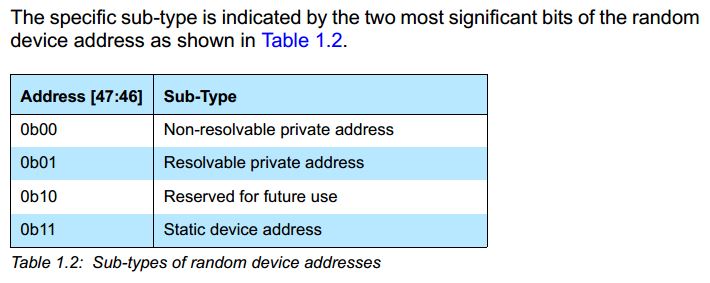 The specific sub-type is indicated by the two most significant bits of the random
device address as shown in Table 1.2.
Address [47:46] Sub-Type
0b00 Non-resolvable private address
0b01 Resolvable private address
0b10 Reserved for future use
0b11 Static device address
Table 1.2: Sub-types of random device addresses